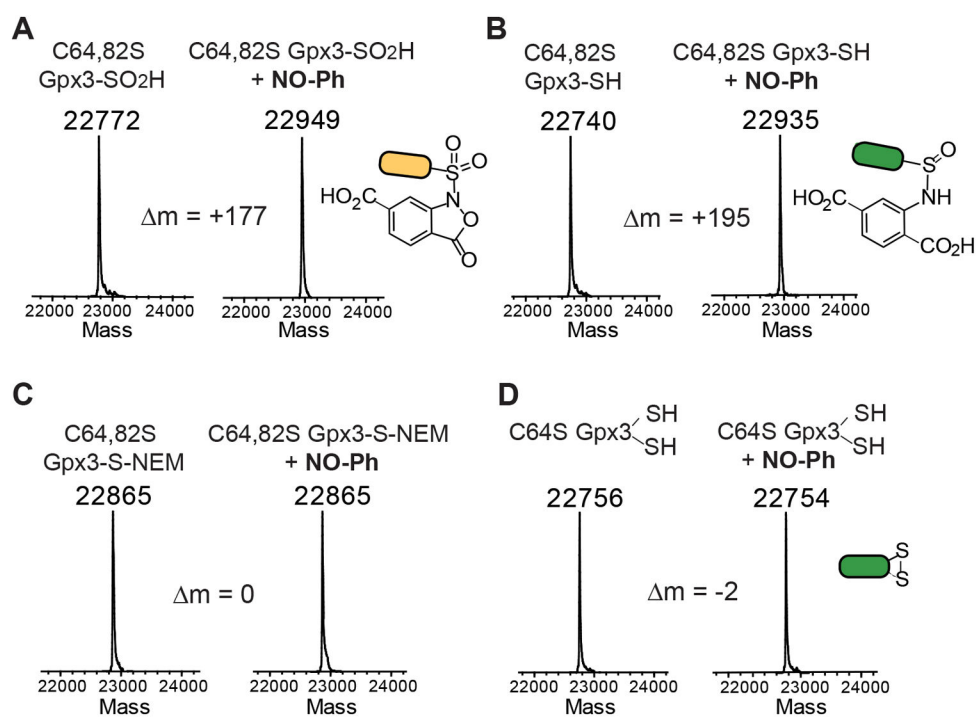 A
C64,82S
Gpx3-SO2H
C64,82S Gpx3-SO2H
+ NO-Ph
22772
22949
Δm = +177
HO2C
S
O
O
N
O
O
22000 23000 24000
Mass
22000 23000 24000
Mass
B
C64,82S
Gpx3-SH
C64,82S Gpx3-SH
+ NO-Ph
22740
22935
Δm = +195
S
O
NH
HO2C
CO2H
22000 23000 24000
Mass
22000 23000 24000
Mass
C
C64,82S
Gpx3-S-NEM
C64,82S Gpx3-S-NEM
+ NO-Ph
22865
22865
Δm = 0
22000 23000 24000
Mass
22000 23000 24000
Mass
D
C64S Gpx3
SH
SH
C64S Gpx3
SH
SH
+ NO-Ph
22756
22754
Δm = -2
S
S
22000 23000 24000
Mass
22000 23000 24000
Mass